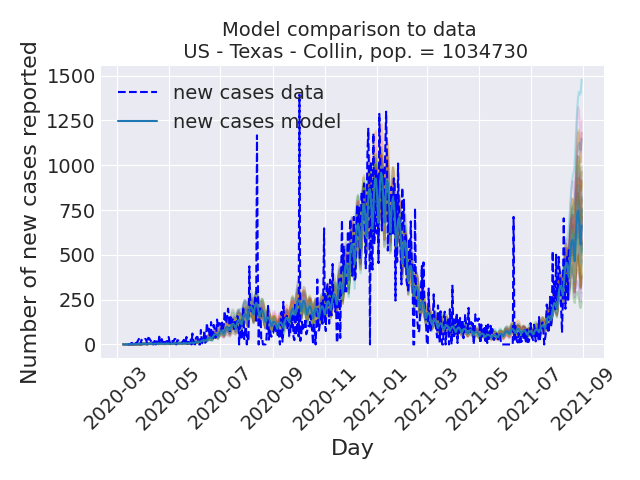 Model comparison to data
US - Texas - Collin, pop. = 1034730
Number of new cases reported
1500
1250
1000
750
500
250
0
new cases data
new cases model
2020-03
2020-05
2020-07
2020-09
2020-11
2021-01
2021-03
2021-05
2021-07
2021-09
Day